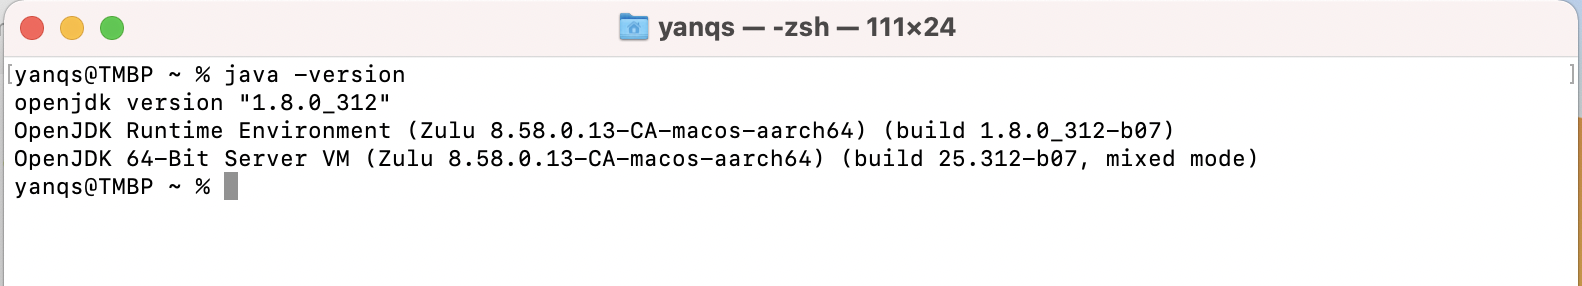 yanqs — -zsh — 111×24
[yanqs@TMBP ~ % java -version ]
openjdk version "1.8.0_312"
OpenJDK Runtime Environment (Zulu 8.58.0.13-CA-macos-aarch64) (build 1.8.0_312-b07)
OpenJDK 64-Bit Server VM (Zulu 8.58.0.13-CA-macos-aarch64) (build 25.312-b07, mixed mode)
yanqs@TMBP ~ %